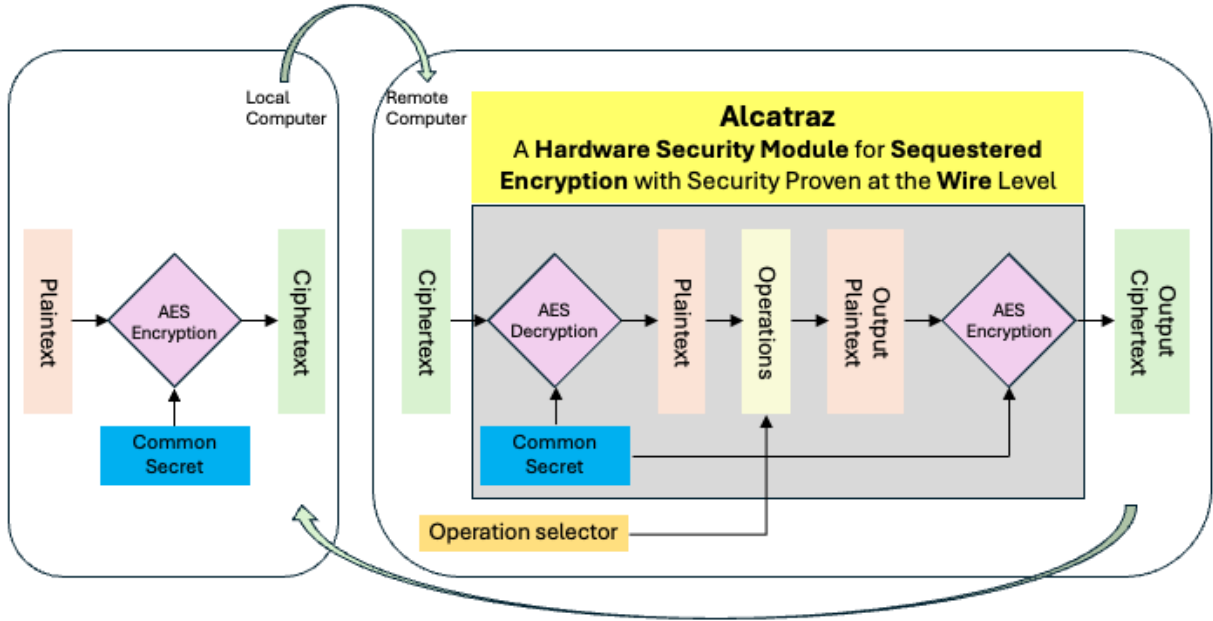 Local
Computer
Remote
Computer
Alcatraz
A Hardware Security Module for Sequestered
Encryption with Security Proven at the Wire Level
Plaintext
AES
Encryption
Ciphertext
Common
Secret
Ciphertext
AES
Decryption
Plaintext
Operations
Output
Plaintext
AES
Encryption
Output
Ciphertext
Common
Secret
Operation selector